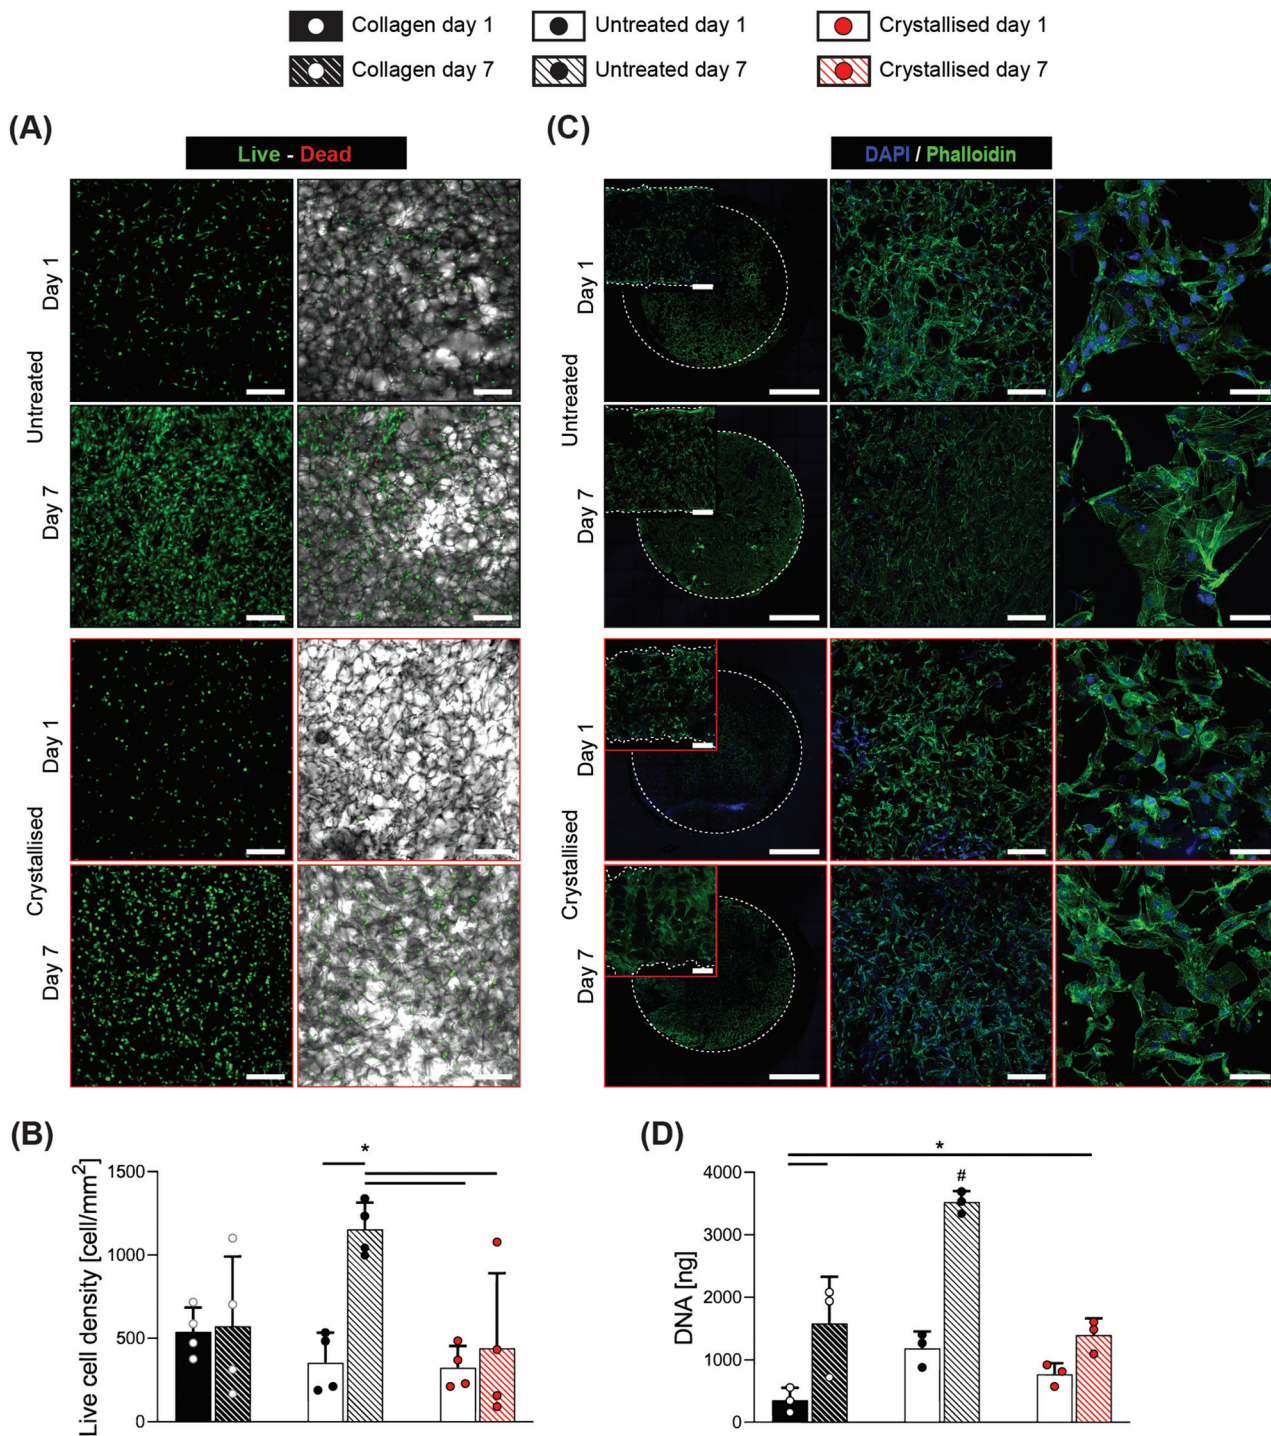 Collagen day 1 Untreated day 1 Crystallised day 1
Collagen day 7 Untreated day 7 Crystallised day 7
(A)
Live - Dead
Untreated
Day 1
Day 7
Crystallised
Day 1
Day 7
(C)
DAPI / Phalloidin
Untreated
Day 1
Day 7
Crystallised
Day 1
Day 7
(B)
Live cell density [cell/mm²]
1500
1000
500
0
*
(D)
DNA [ng]
4000
3000
2000
1000
0
*
#